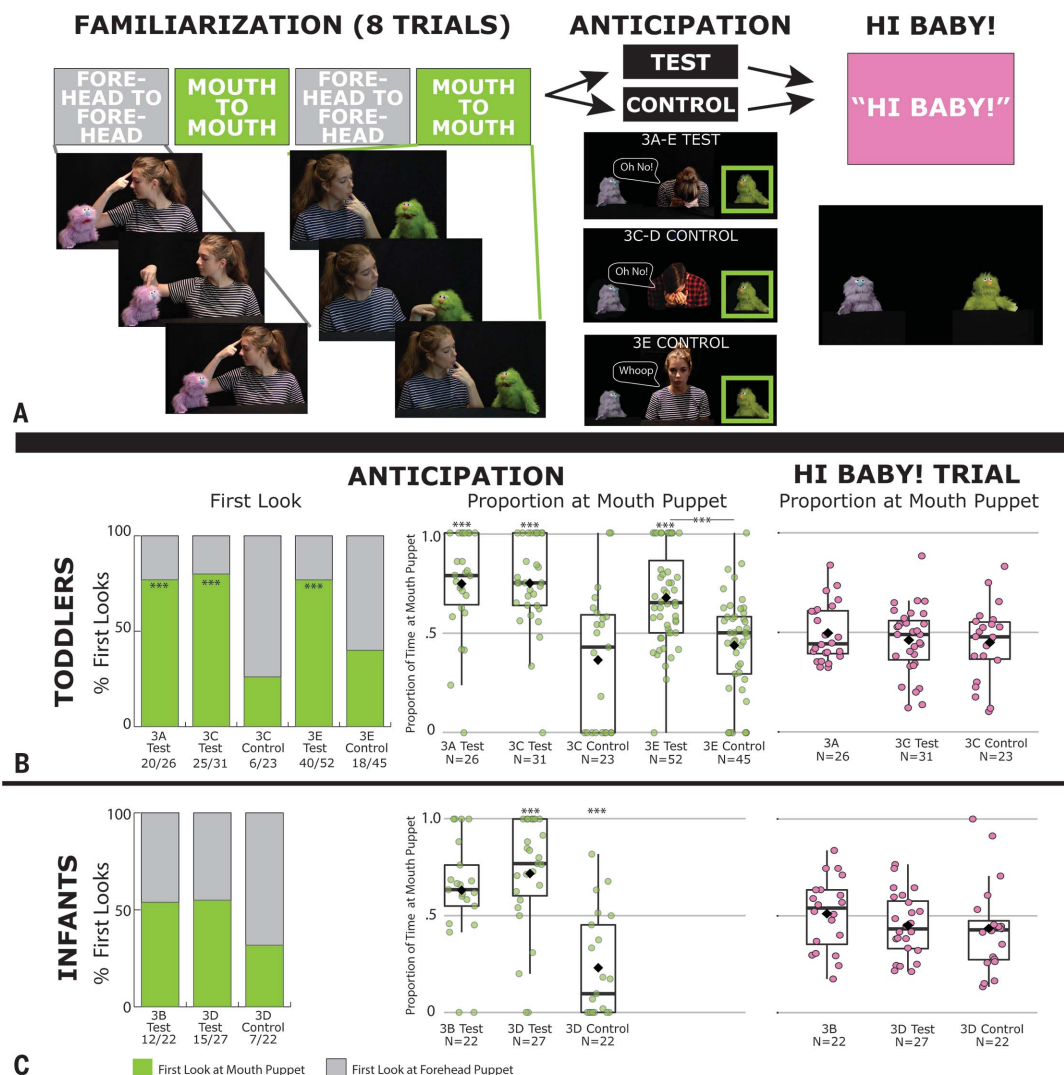 FAMILIARIZATION (8 TRIALS)
ANTICIPATION
HI BABY!
FORE-
HEAD TO
FORE-
HEAD
MOUTH
TO
MOUTH
FORE-
HEAD TO
FORE-
HEAD
MOUTH
TO
MOUTH
TEST
CONTROL
“HI BABY!”
3A-E TEST
Oh No!
3C-D CONTROL
Oh No!
3E CONTROL
Whoop
A
ANTICIPATION
HI BABY! TRIAL
First Look
Proportion at Mouth Puppet
Proportion at Mouth Puppet
TODDLERS
% First Looks
100
50
0
***
***
***
3A
Test
20/26
3C
Test
25/31
3C
Control
6/23
3E
Test
40/52
3E
Control
18/45
Proportion of Time at Mouth Puppet
1.0
.5
0
***
***
***
***
3A Test
N=26
3C Test
N=31
3C Control
N=23
3E Test
N=52
3E Control
N=45
3A
N=26
3C Test
N=31
3C Control
N=23
B
INFANTS
% First Looks
100
50
0
3B
Test
12/22
3D
Test
15/27
3D
Control
7/22
Proportion of Time at Mouth Puppet
1.0
.5
0
***
***
3B Test
N=22
3D Test
N=27
3D Control
N=22
3B
N=22
3D Test
N=27
3D Control
N=22
C
First Look at Mouth Puppet
First Look at Forehead Puppet